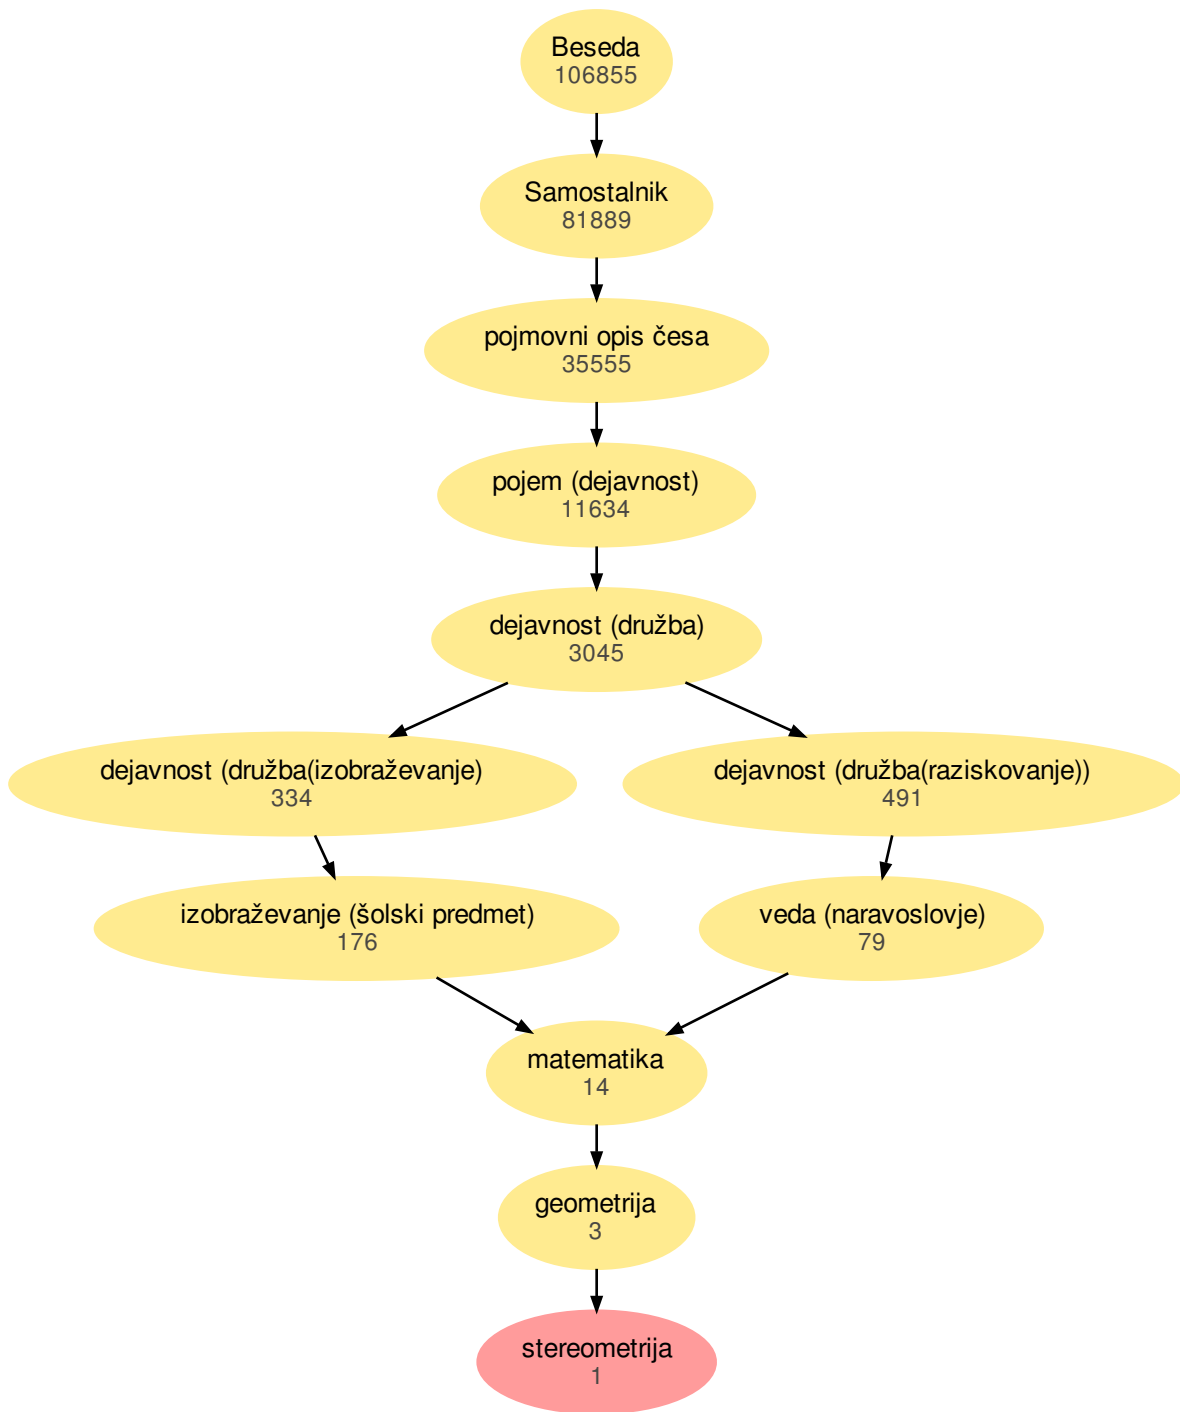 Beseda
106855
Samostalnik
81889
pojmovni opis česa
35555
pojem (dejavnost)
11634
dejavnost (družba)
3045
dejavnost (družba(izobraževanje)
334
dejavnost (družba(raziskovanje))
491
izobraževanje (šolski predmet)
176
veda (naravoslovje)
79
matematika
14
geometrija
3
stereometrija
1